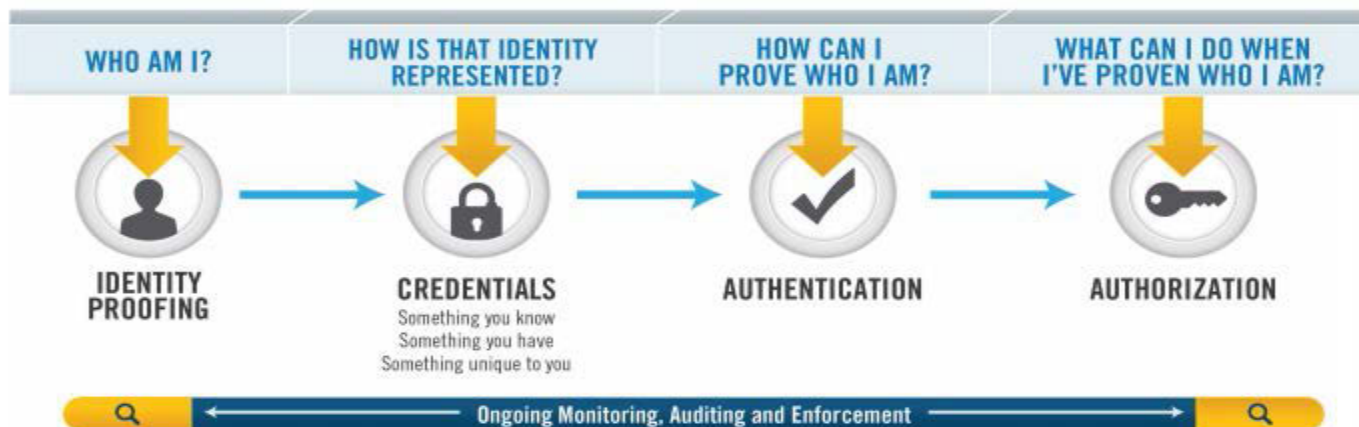 WHO AM I?
HOW IS THAT IDENTITY
REPRESENTED?
HOW CAN I
PROVE WHO I AM?
WHAT CAN I DO WHEN
I'VE PROVEN WHO I AM?
IDENTITY
PROOFING
CREDENTIALS
Something you know
Something you have
Something unique to you
AUTHENTICATION
AUTHORIZATION
Ongoing Monitoring, Auditing and Enforcement